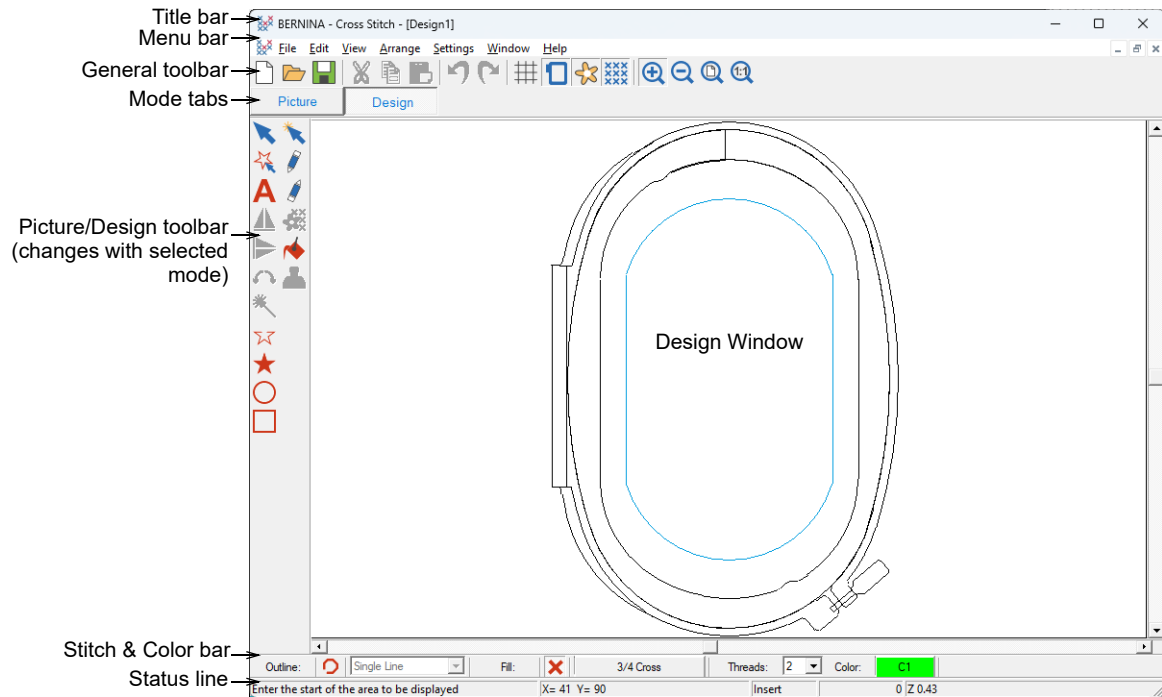 Title bar
BERNINA - Cross Stitch - [Design1]
Menu bar
File Edit View Arrange Settings Window Help
General toolbar
1:1
Mode tabs
Picture Design
A
Picture/Design toolbar
(changes with selected
mode)
Design Window
Stitch & Color bar
Outline: Single Line Fill: 3/4 Cross Threads: 2 Color: C1
Status line
Enter the start of the area to be displayed X= 41 Y= 90 Insert 0 Z 0.43